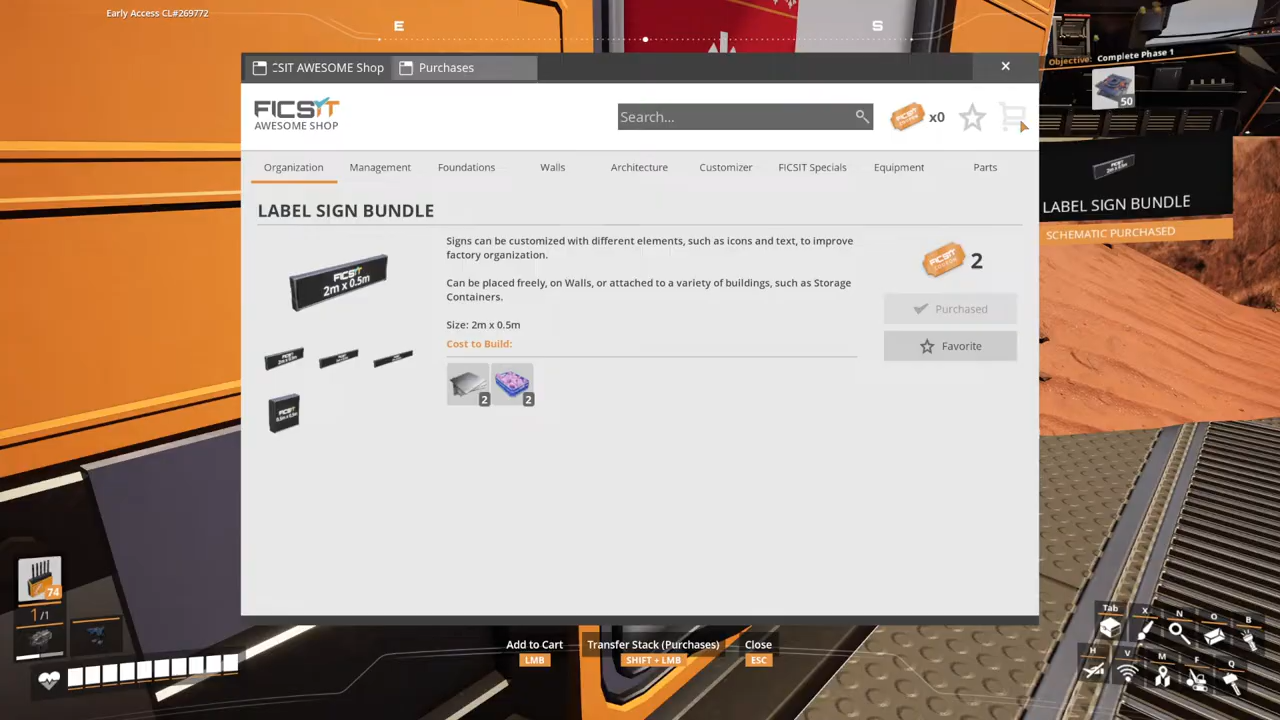 Early Access CL#269772
E
S
CSIT AWESOME Shop
Purchases
Objective: Complete Phase 1
50
FICSIT
AWESOME SHOP
Search...
x0
Organization
Management
Foundations
Walls
Architecture
Customizer
FICSIT Specials
Equipment
Parts
LABEL SIGN BUNDLE
SCHEMATIC PURCHASED
LABEL SIGN BUNDLE
Signs can be customized with different elements, such as icons and text, to improve
factory organization.
Can be placed freely, on Walls, or attached to a variety of buildings, such as Storage
Containers.
Size: 2m x 0.5m
Cost to Build:
2
2
FICSIT
2m x 0.5m
2
Purchased
Favorite
74
1/1
Add to Cart
LMB
Transfer Stack (Purchases)
SHIFT + LMB
Close
ESC
Tab
X
N
O
B
H
V
M
F
Q